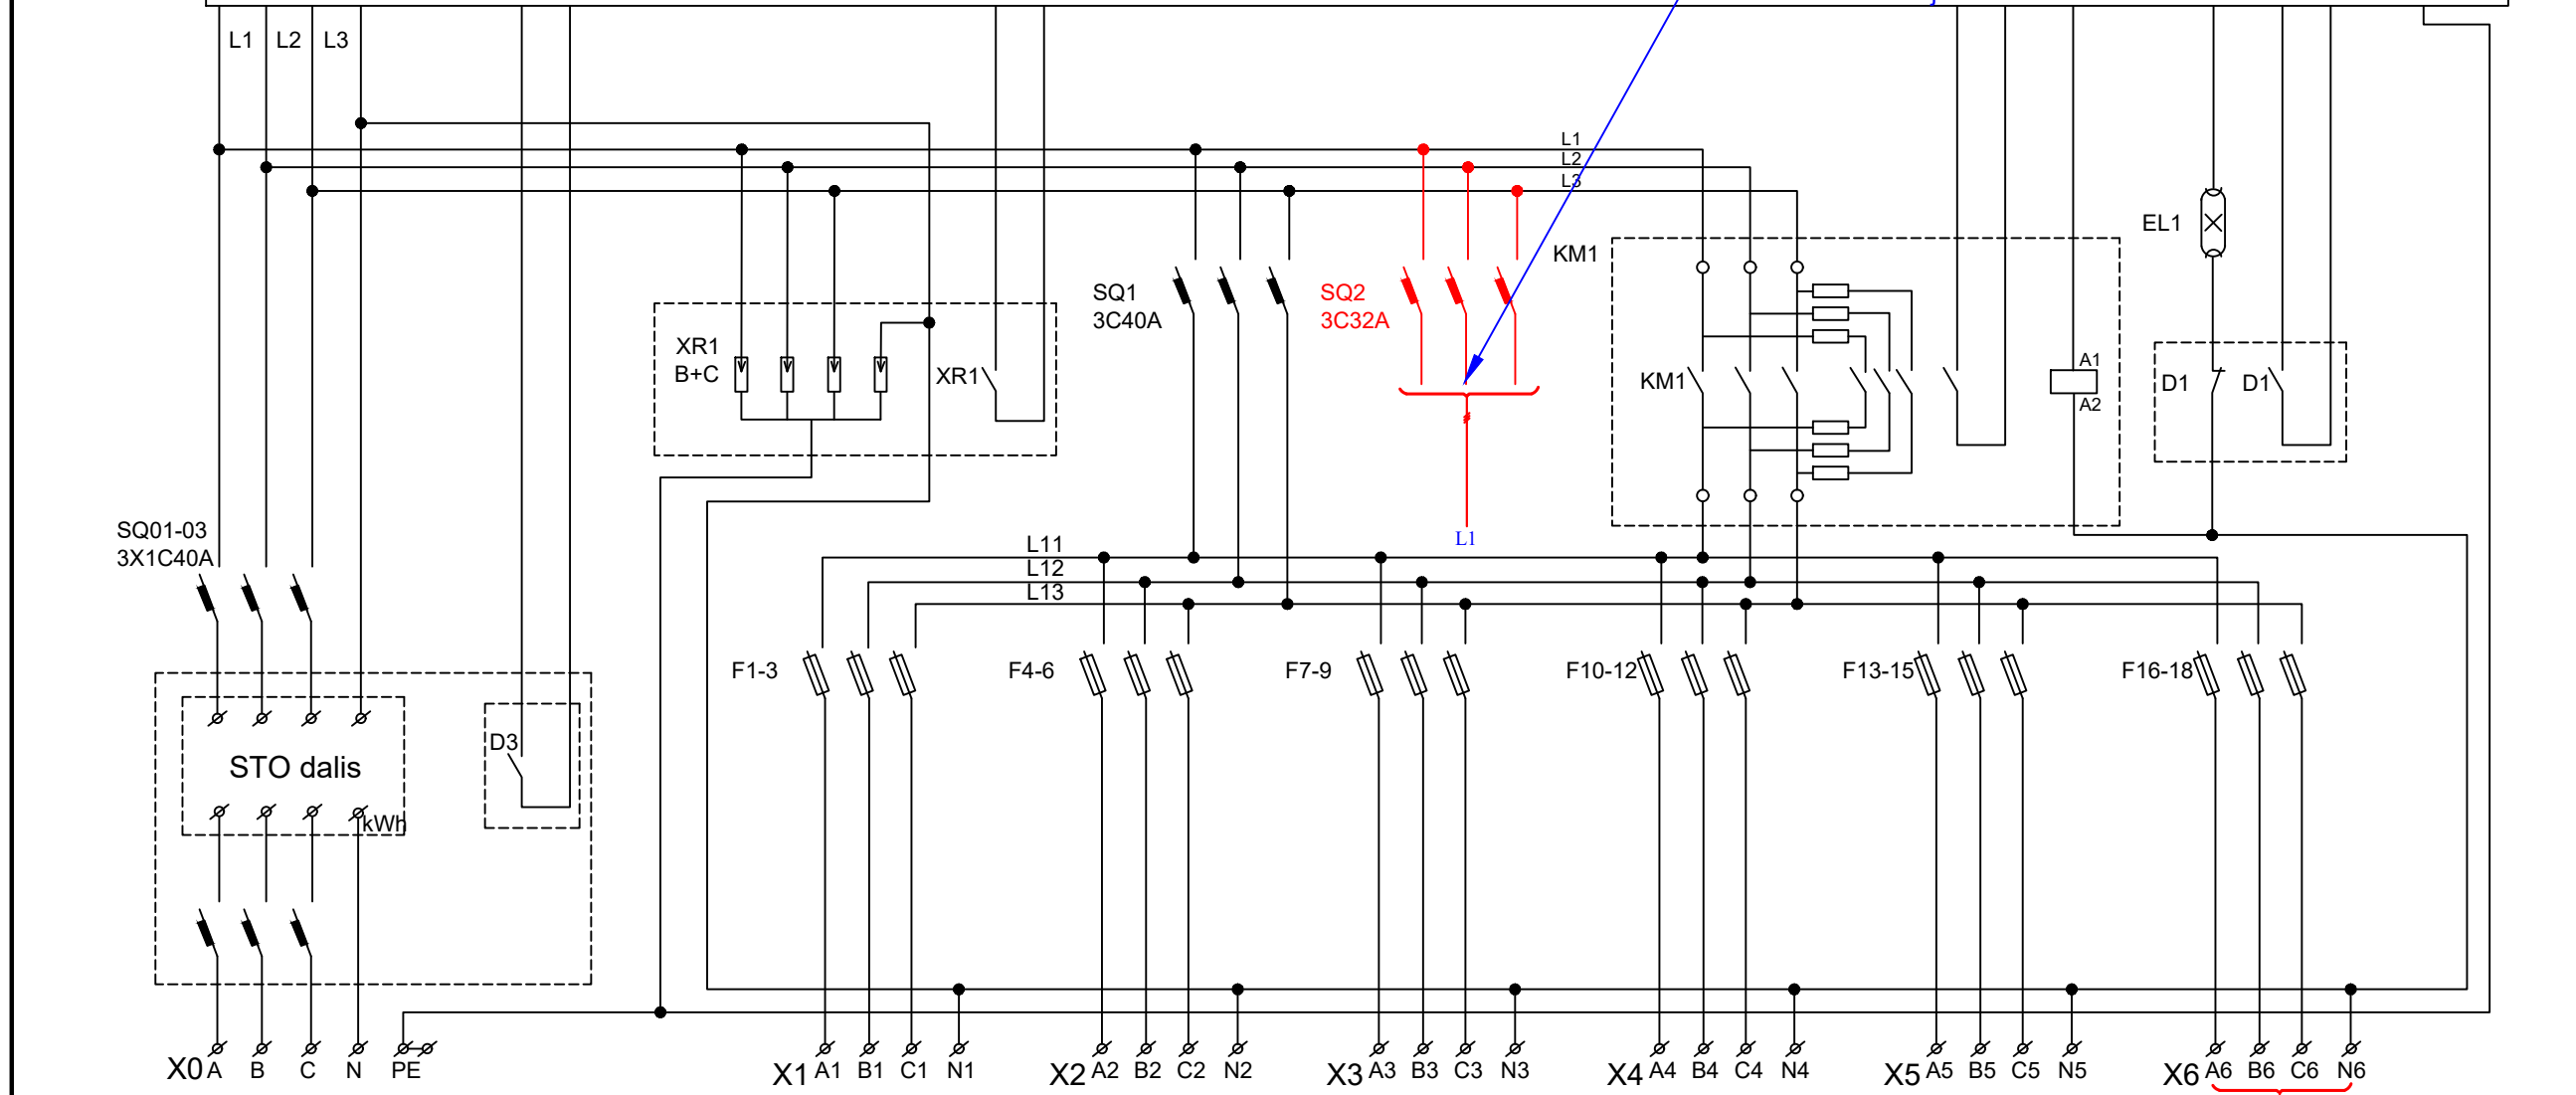 L1 L2 L3
L1
L2
L3
EL1
KM1
SQ1
3C40A
SQ2
3C32A
XR1
B+C
XR1
KM1
A1
A2
D1 D1
SQ01-03
3X1C40A
L1
L11
L12
L13
F1-3 F4-6 F7-9 F10-12 F13-15 F16-18
D3
STO dalis
kWh
X0 A B C N PE X1 A1 B1 C1 N1 X2 A2 B2 C2 N2 X3 A3 B3 C3 N3 X4 A4 B4 C4 N4 X5 A5 B5 C5 N5 X6 A6 B6 C6 N6